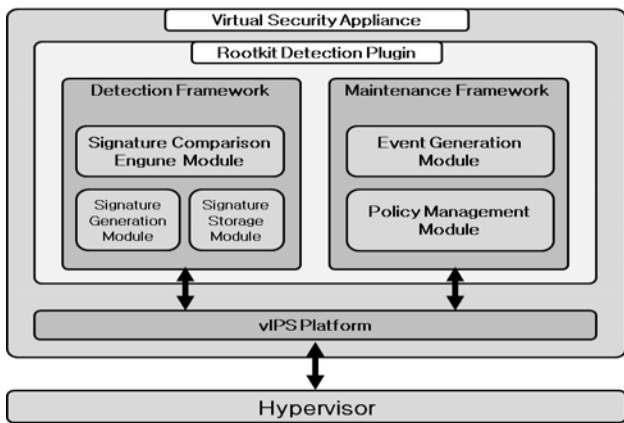 Virtual Security Appliance
Rootkit Detection Plugin
Detection Framework
Signature Comparison
Engune Module
Signature
Generation
Module
Signature
Storage
Module
Maintenance Framework
Event Generation
Module
Policy Management
Module
vIPS Platform
Hypervisor